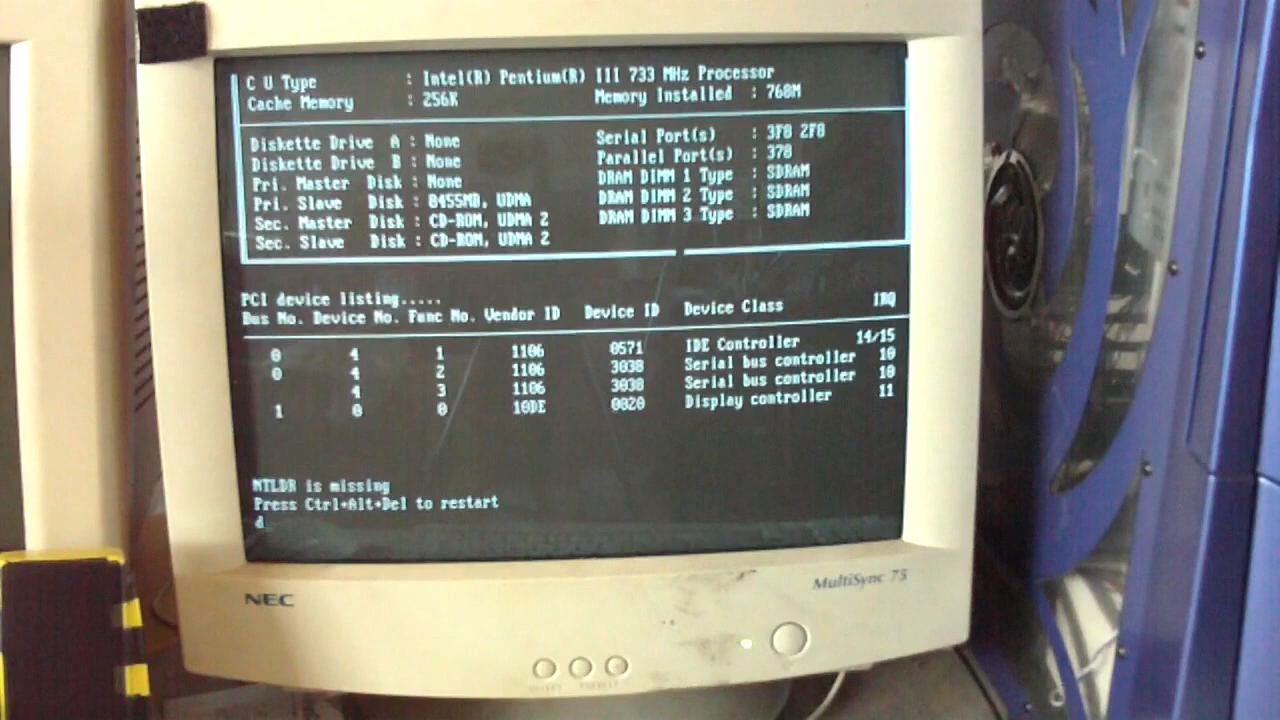 C U Type : Intel(R) Pentium(R) III 733 MHz Processor
Cache Memory : 256K Memory Installed : 768M
Diskette Drive A : None Serial Port(s) : 3F8 2F8
Diskette Drive B : None Parallel Port(s) : 378
Pri. Master Disk : None DRAM DIMM 1 Type : SDRAM
Pri. Slave Disk : 8455MB, UDMA DRAM DIMM 2 Type : SDRAM
Sec. Master Disk : CD-ROM, UDMA 2 DRAM DIMM 3 Type : SDRAM
Sec. Slave Disk : CD-ROM, UDMA 2
PCI device listing.....
Bus No. Device No. Func No. Vendor ID Device ID Device Class IRQ
0 4 1 1106 0571 IDE Controller 14/15
0 4 2 1106 3038 Serial bus controller 10
4 3 1106 3038 Serial bus controller 10
1 0 0 10DE 0020 Display controller 11
NTLDR is missing
Press Ctrl+Alt+Del to restart
d
NEC
MultiSync 75